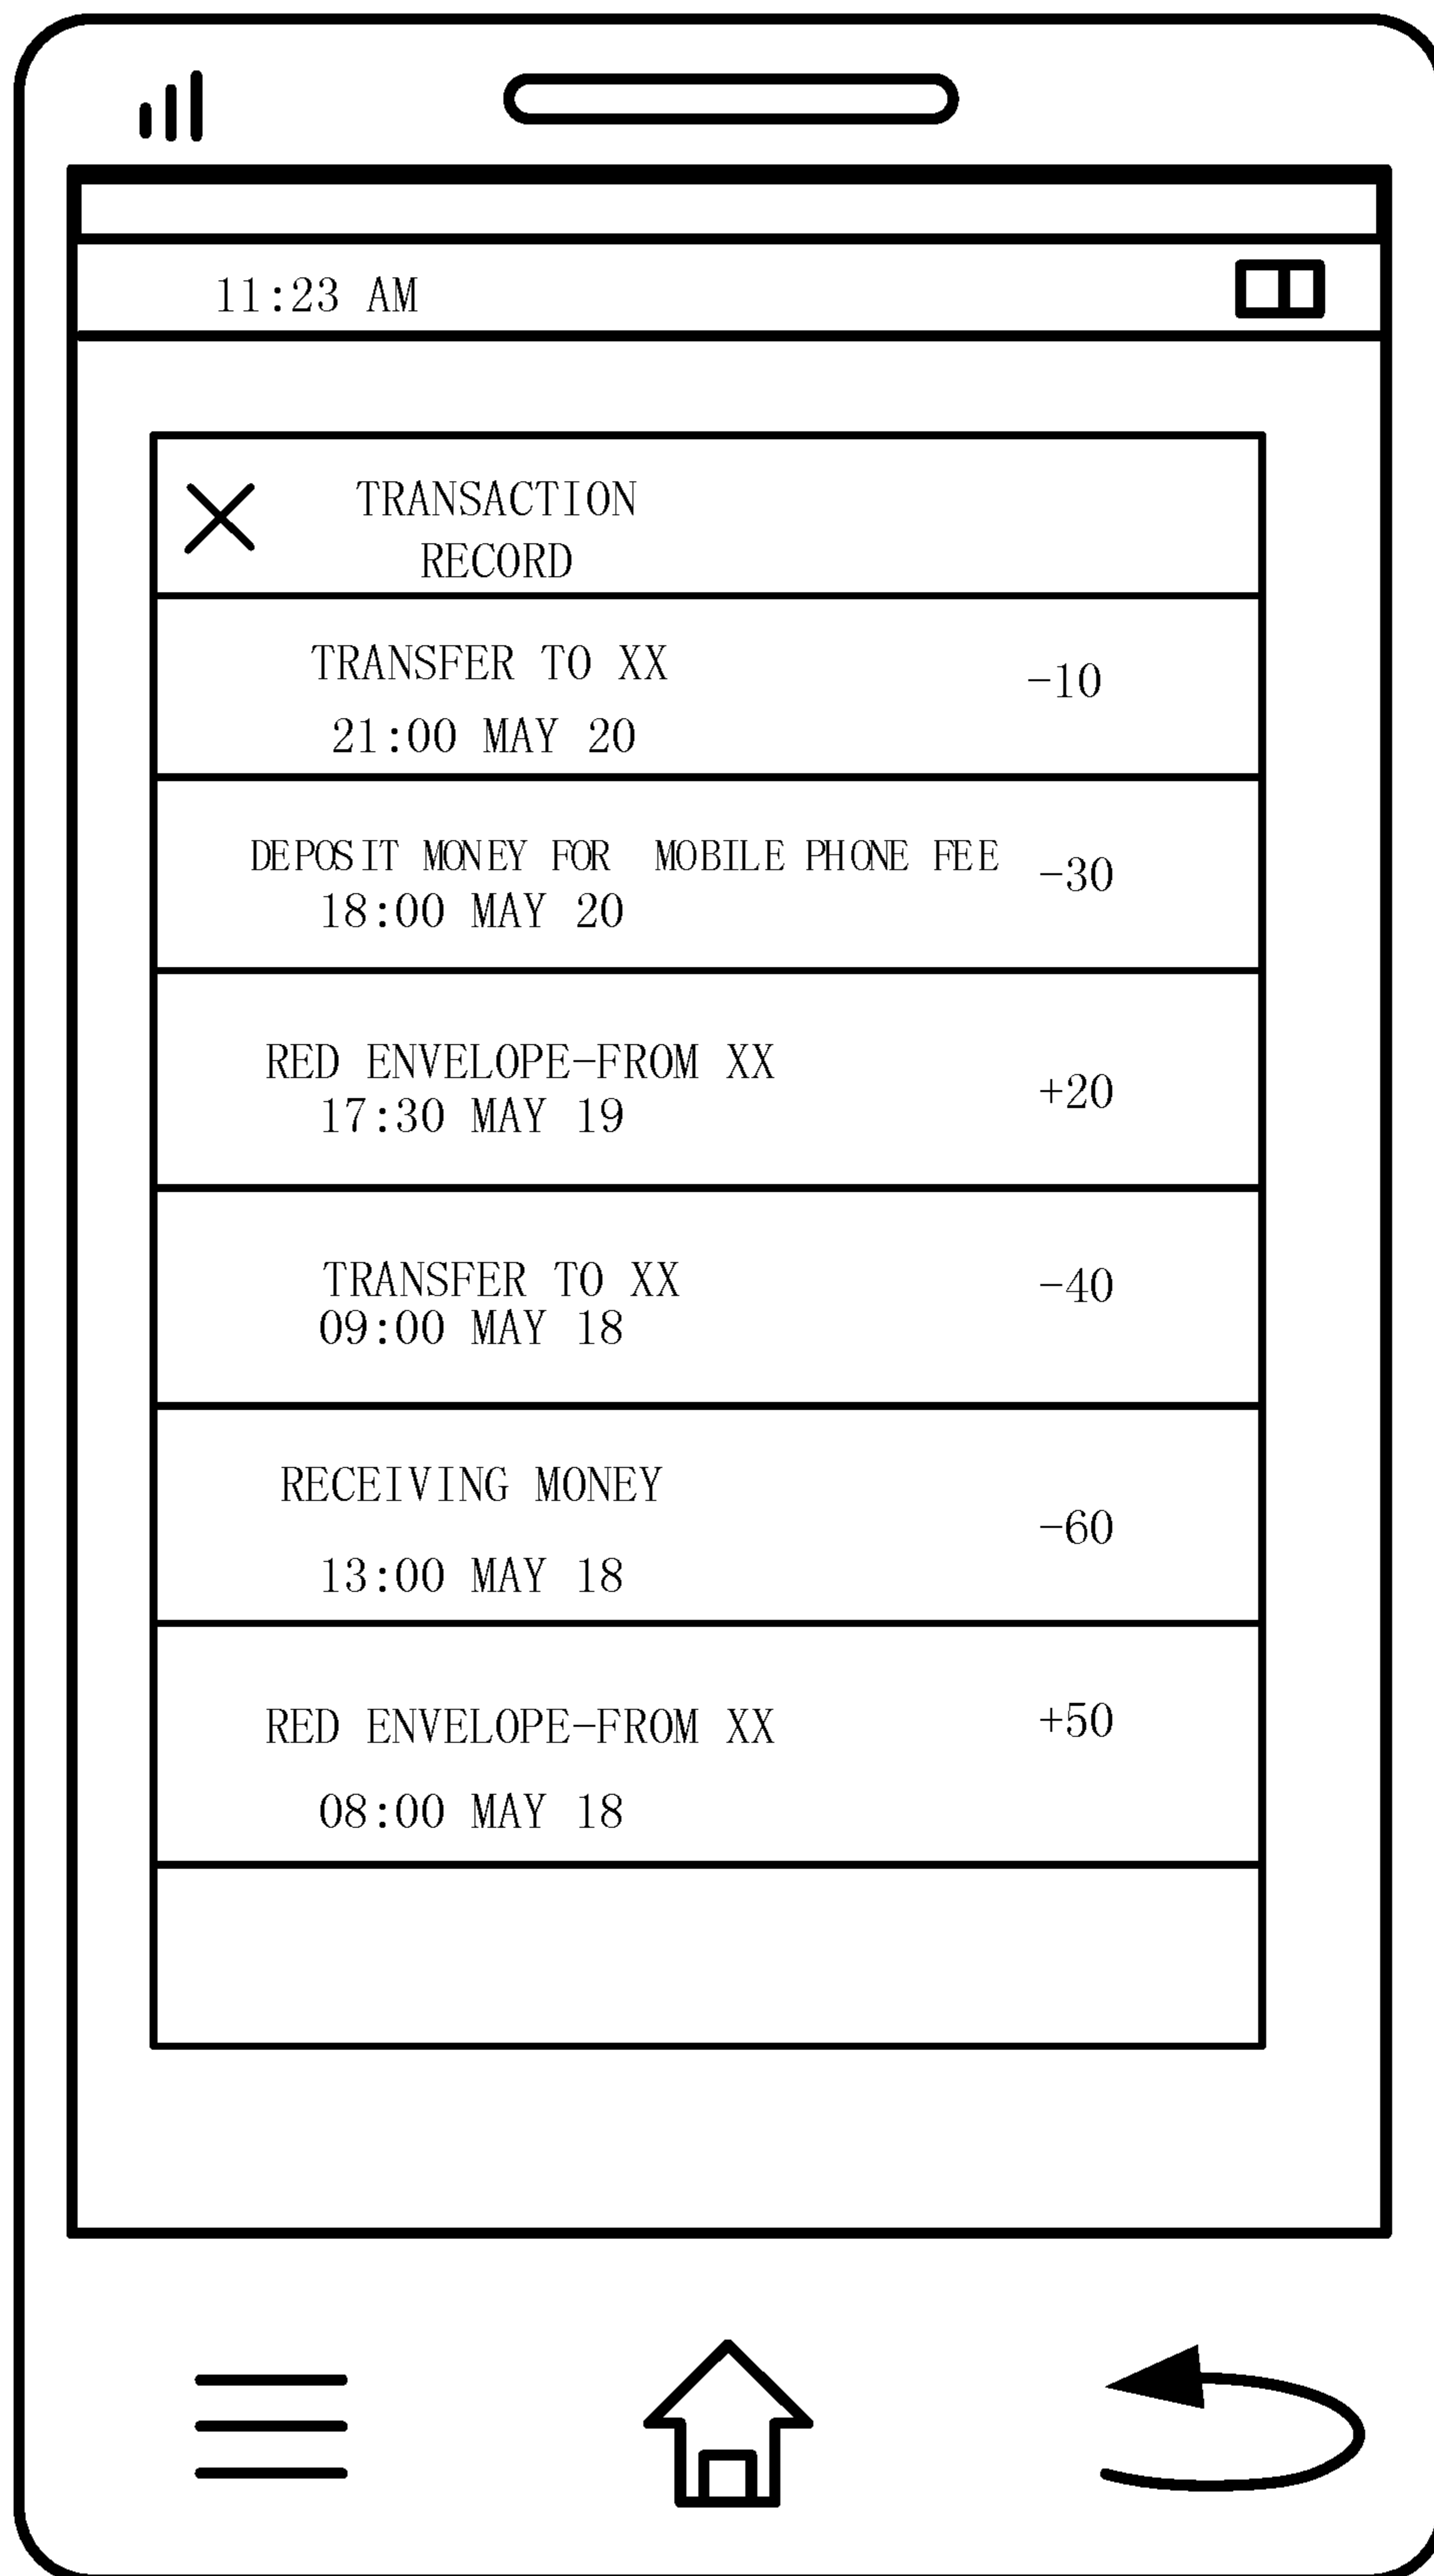 11:23 AM
TRANSACTION
RECORD
TRANSFER TO XX
-10
21:00 MAY 20
DEPOSIT MONEY FOR MOBILE PHONE FEE
-30
18:00 MAY 20
RED ENVELOPE-FROM XX
+20
17:30 MAY 19
TRANSFER TO XX
-40
09:00 MAY 18
RECEIVING MONEY
-60
13:00 MAY 18
RED ENVELOPE-FROM XX
+50
08:00 MAY 18